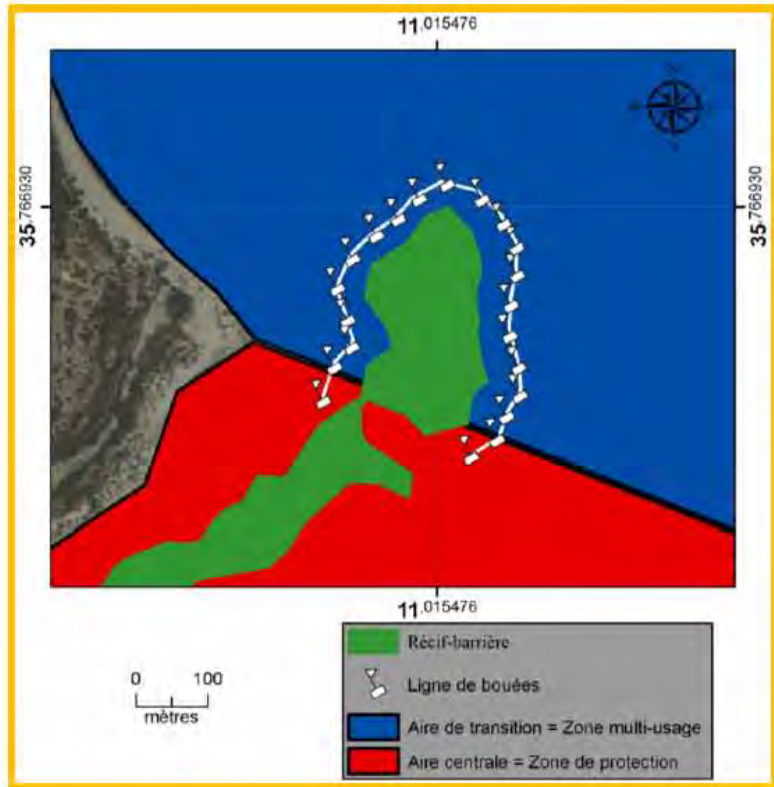 11.015476
35.766930
35.766930
11.015476
0 100
mètres
Récif-barrière
Ligne de bouées
Aire de transition = Zone multi-usage
Aire centrale = Zone de protection